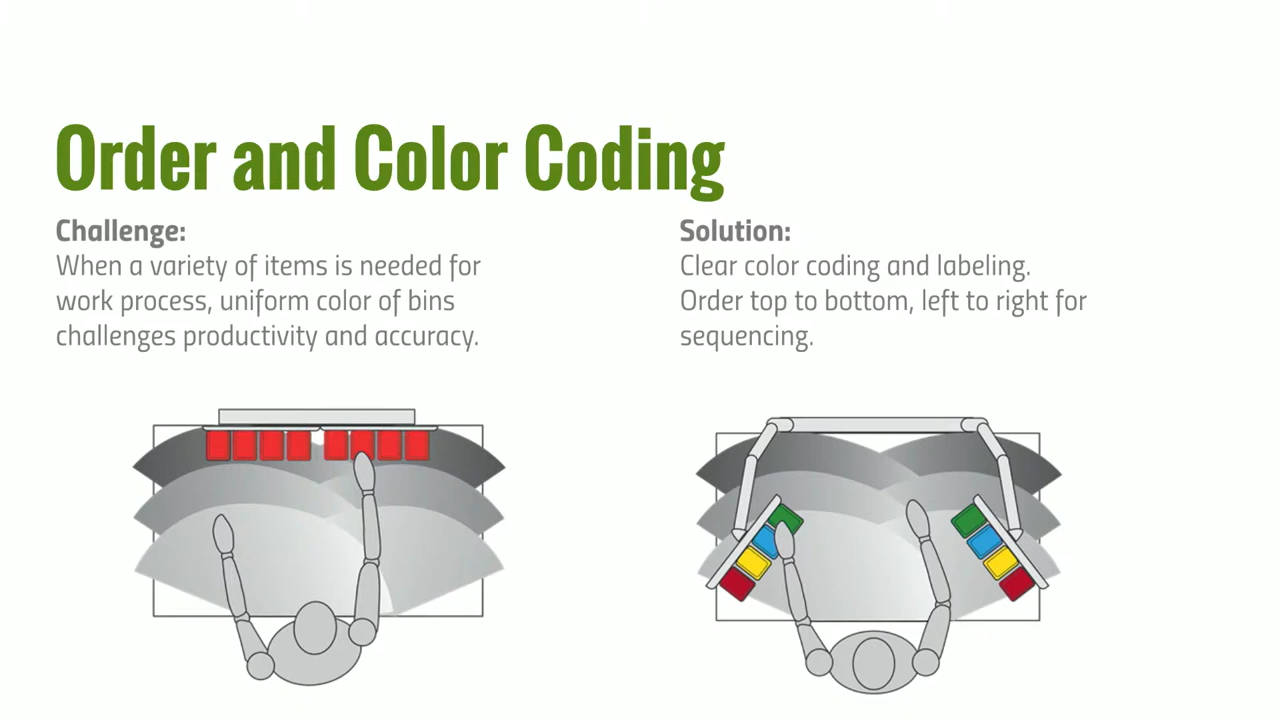 Order and Color Coding
Challenge:
When a variety of items is needed for
work process, uniform color of bins
challenges productivity and accuracy.
Solution:
Clear color coding and labeling.
Order top to bottom, left to right for
sequencing.